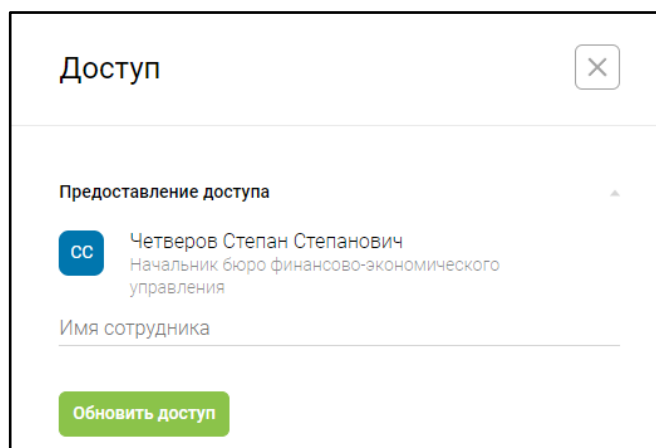 Доступ
Предоставление доступа
СС
Четверов Степан Степанович
Начальник бюро финансово-экономического
управления
Имя сотрудника
Обновить доступ